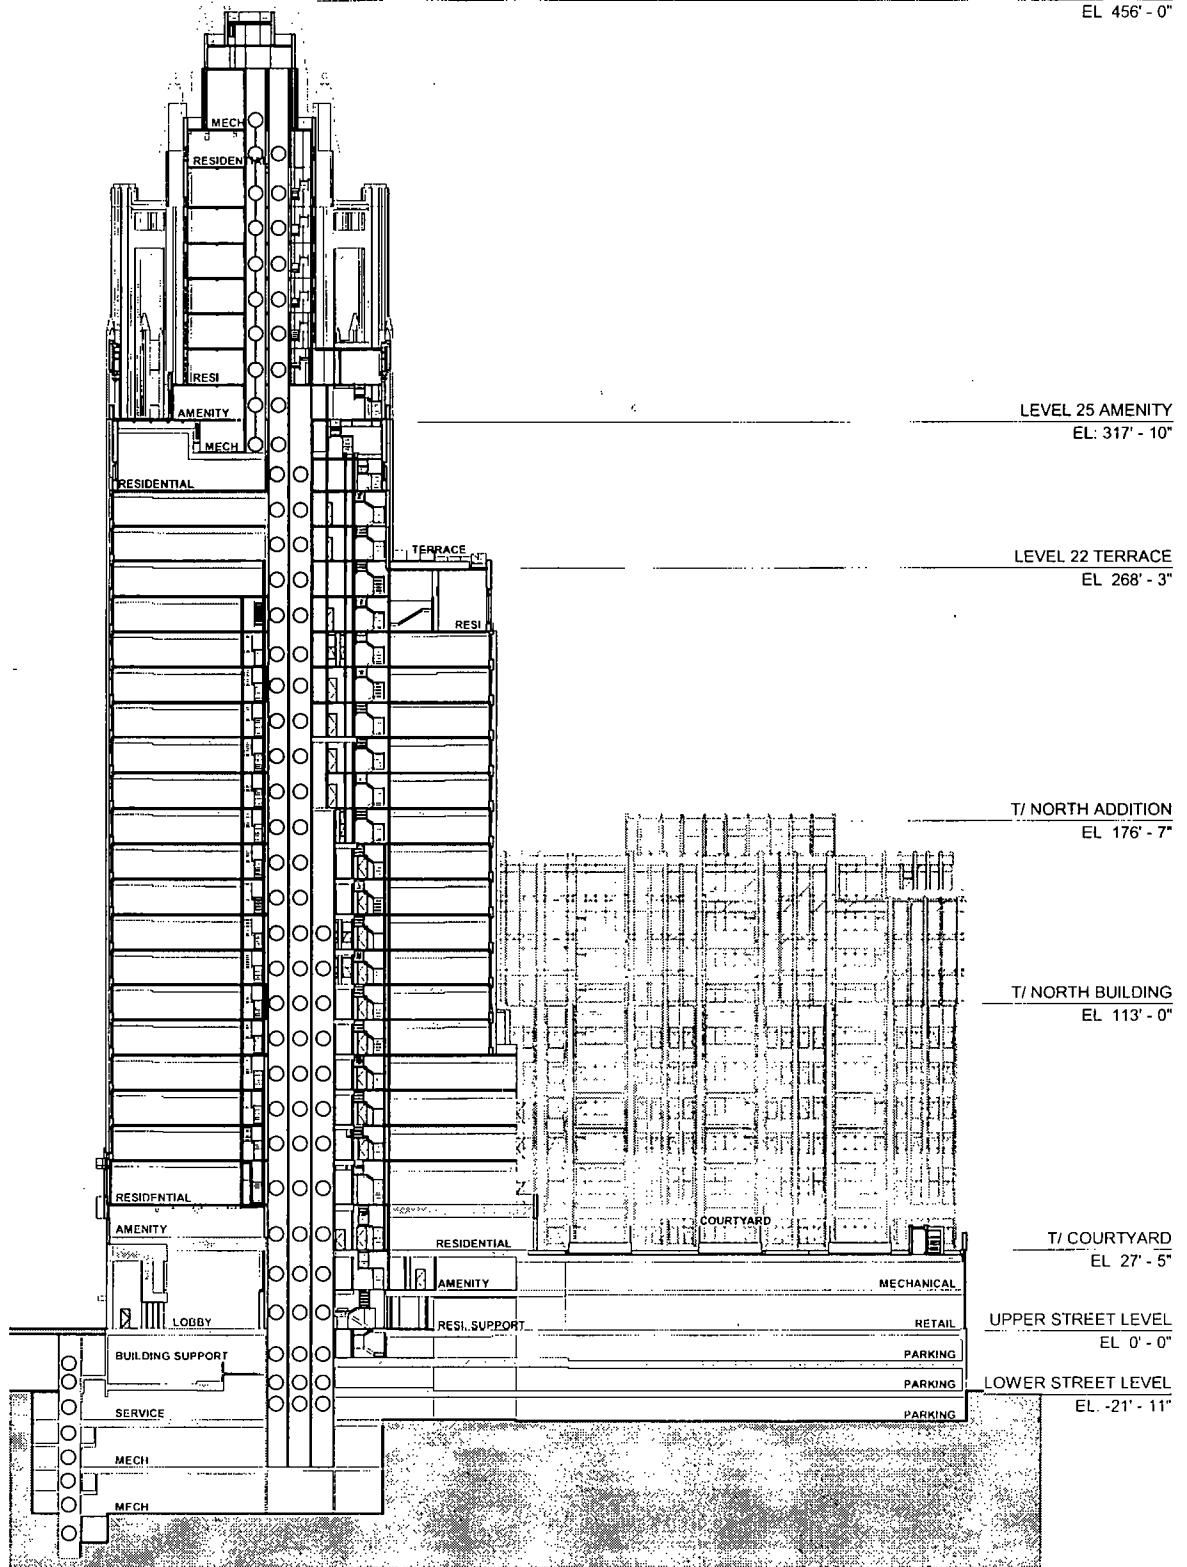 EL 456' - 0"
MECH
RESIDENTIAL
RESI
AMENITY
LEVEL 25 AMENITY
EL: 317' - 10"
MECH
RESIDENTIAL
TERRACE
LEVEL 22 TERRACE
EL 268' - 3"
RESI
T/ NORTH ADDITION
EL 176' - 7"
T/ NORTH BUILDING
EL 113' - 0"
RESIDENTIAL
COURTYARD
AMENITY
RESIDENTIAL
T/ COURTYARD
EL 27' - 5"
AMENITY
MECHANICAL
LOBBY
RESI. SUPPORT
RETAIL
UPPER STREET LEVEL
EL 0' - 0"
BUILDING SUPPORT
PARKING
PARKING
LOWER STREET LEVEL
EL. -21' - 11"
SERVICE
PARKING
MECH
MECH